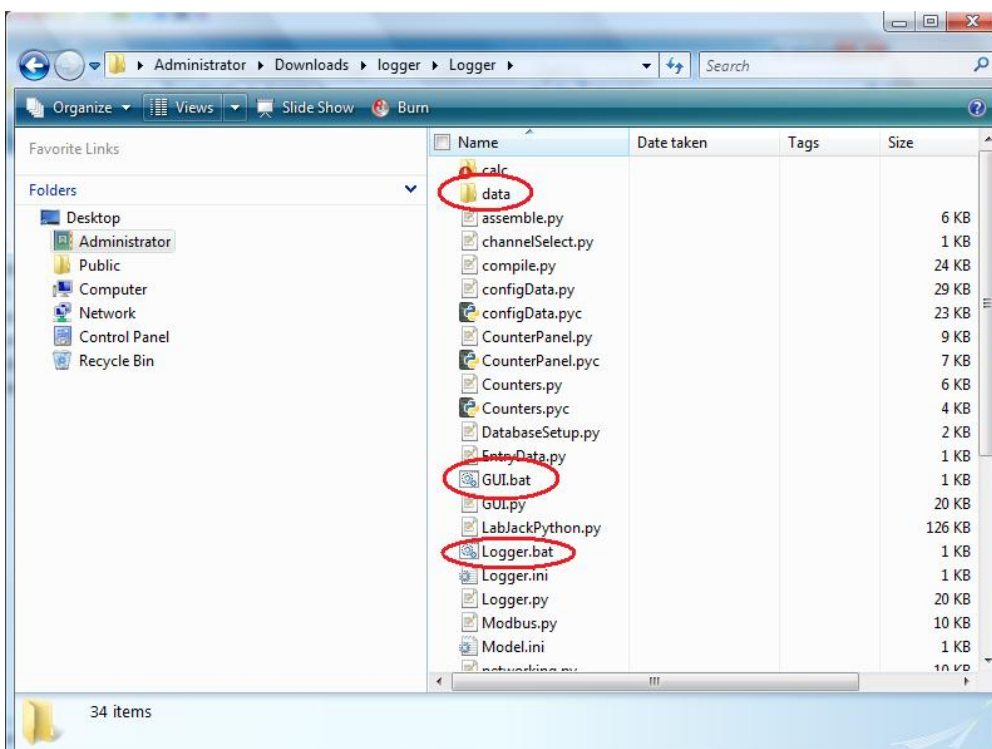 Administrator Downloads logger Logger Search
Organize Views Slide Show Burn
Favorite Links
Folders
Desktop
Administrator
Public
Computer
Network
Control Panel
Recycle Bin
Name Date taken Tags Size
calc
data
assemble.py 6 KB
channelSelect.py 1 KB
compile.py 24 KB
configData.py 29 KB
configData.pyc 23 KB
CounterPanel.py 9 KB
CounterPanel.pyc 7 KB
Counters.py 6 KB
Counters.pyc 4 KB
DatabaseSetup.py 2 KB
EntryData.py 1 KB
GUI.bat 1 KB
GUI.py 20 KB
LabJackPython.py 126 KB
Logger.bat 1 KB
Logger.ini 1 KB
Logger.py 20 KB
Modbus.py 10 KB
Model.ini 1 KB
networking.py 10 KB
34 items